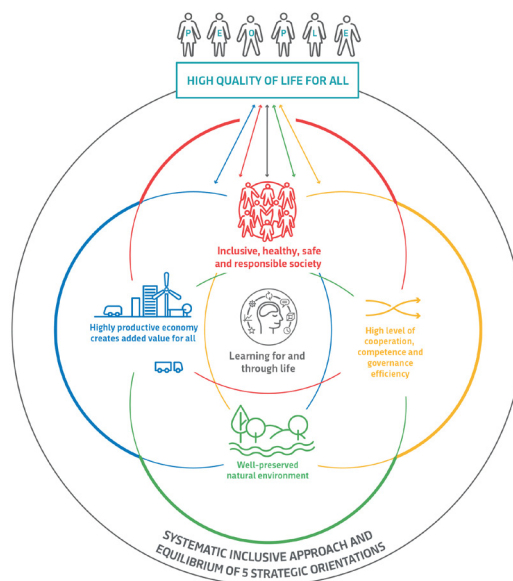 P E O P L E
HIGH QUALITY OF LIFE FOR ALL
Inclusive, healthy, safe
and responsible society
Highly productive economy
creates added value for all
Learning for and
through life
High level of
cooperation,
competence and
governance
efficiency
Well-preserved
natural environment
SYSTEMATIC INCLUSIVE APPROACH AND
EQUILIBRIUM OF 5 STRATEGIC ORIENTATIONS